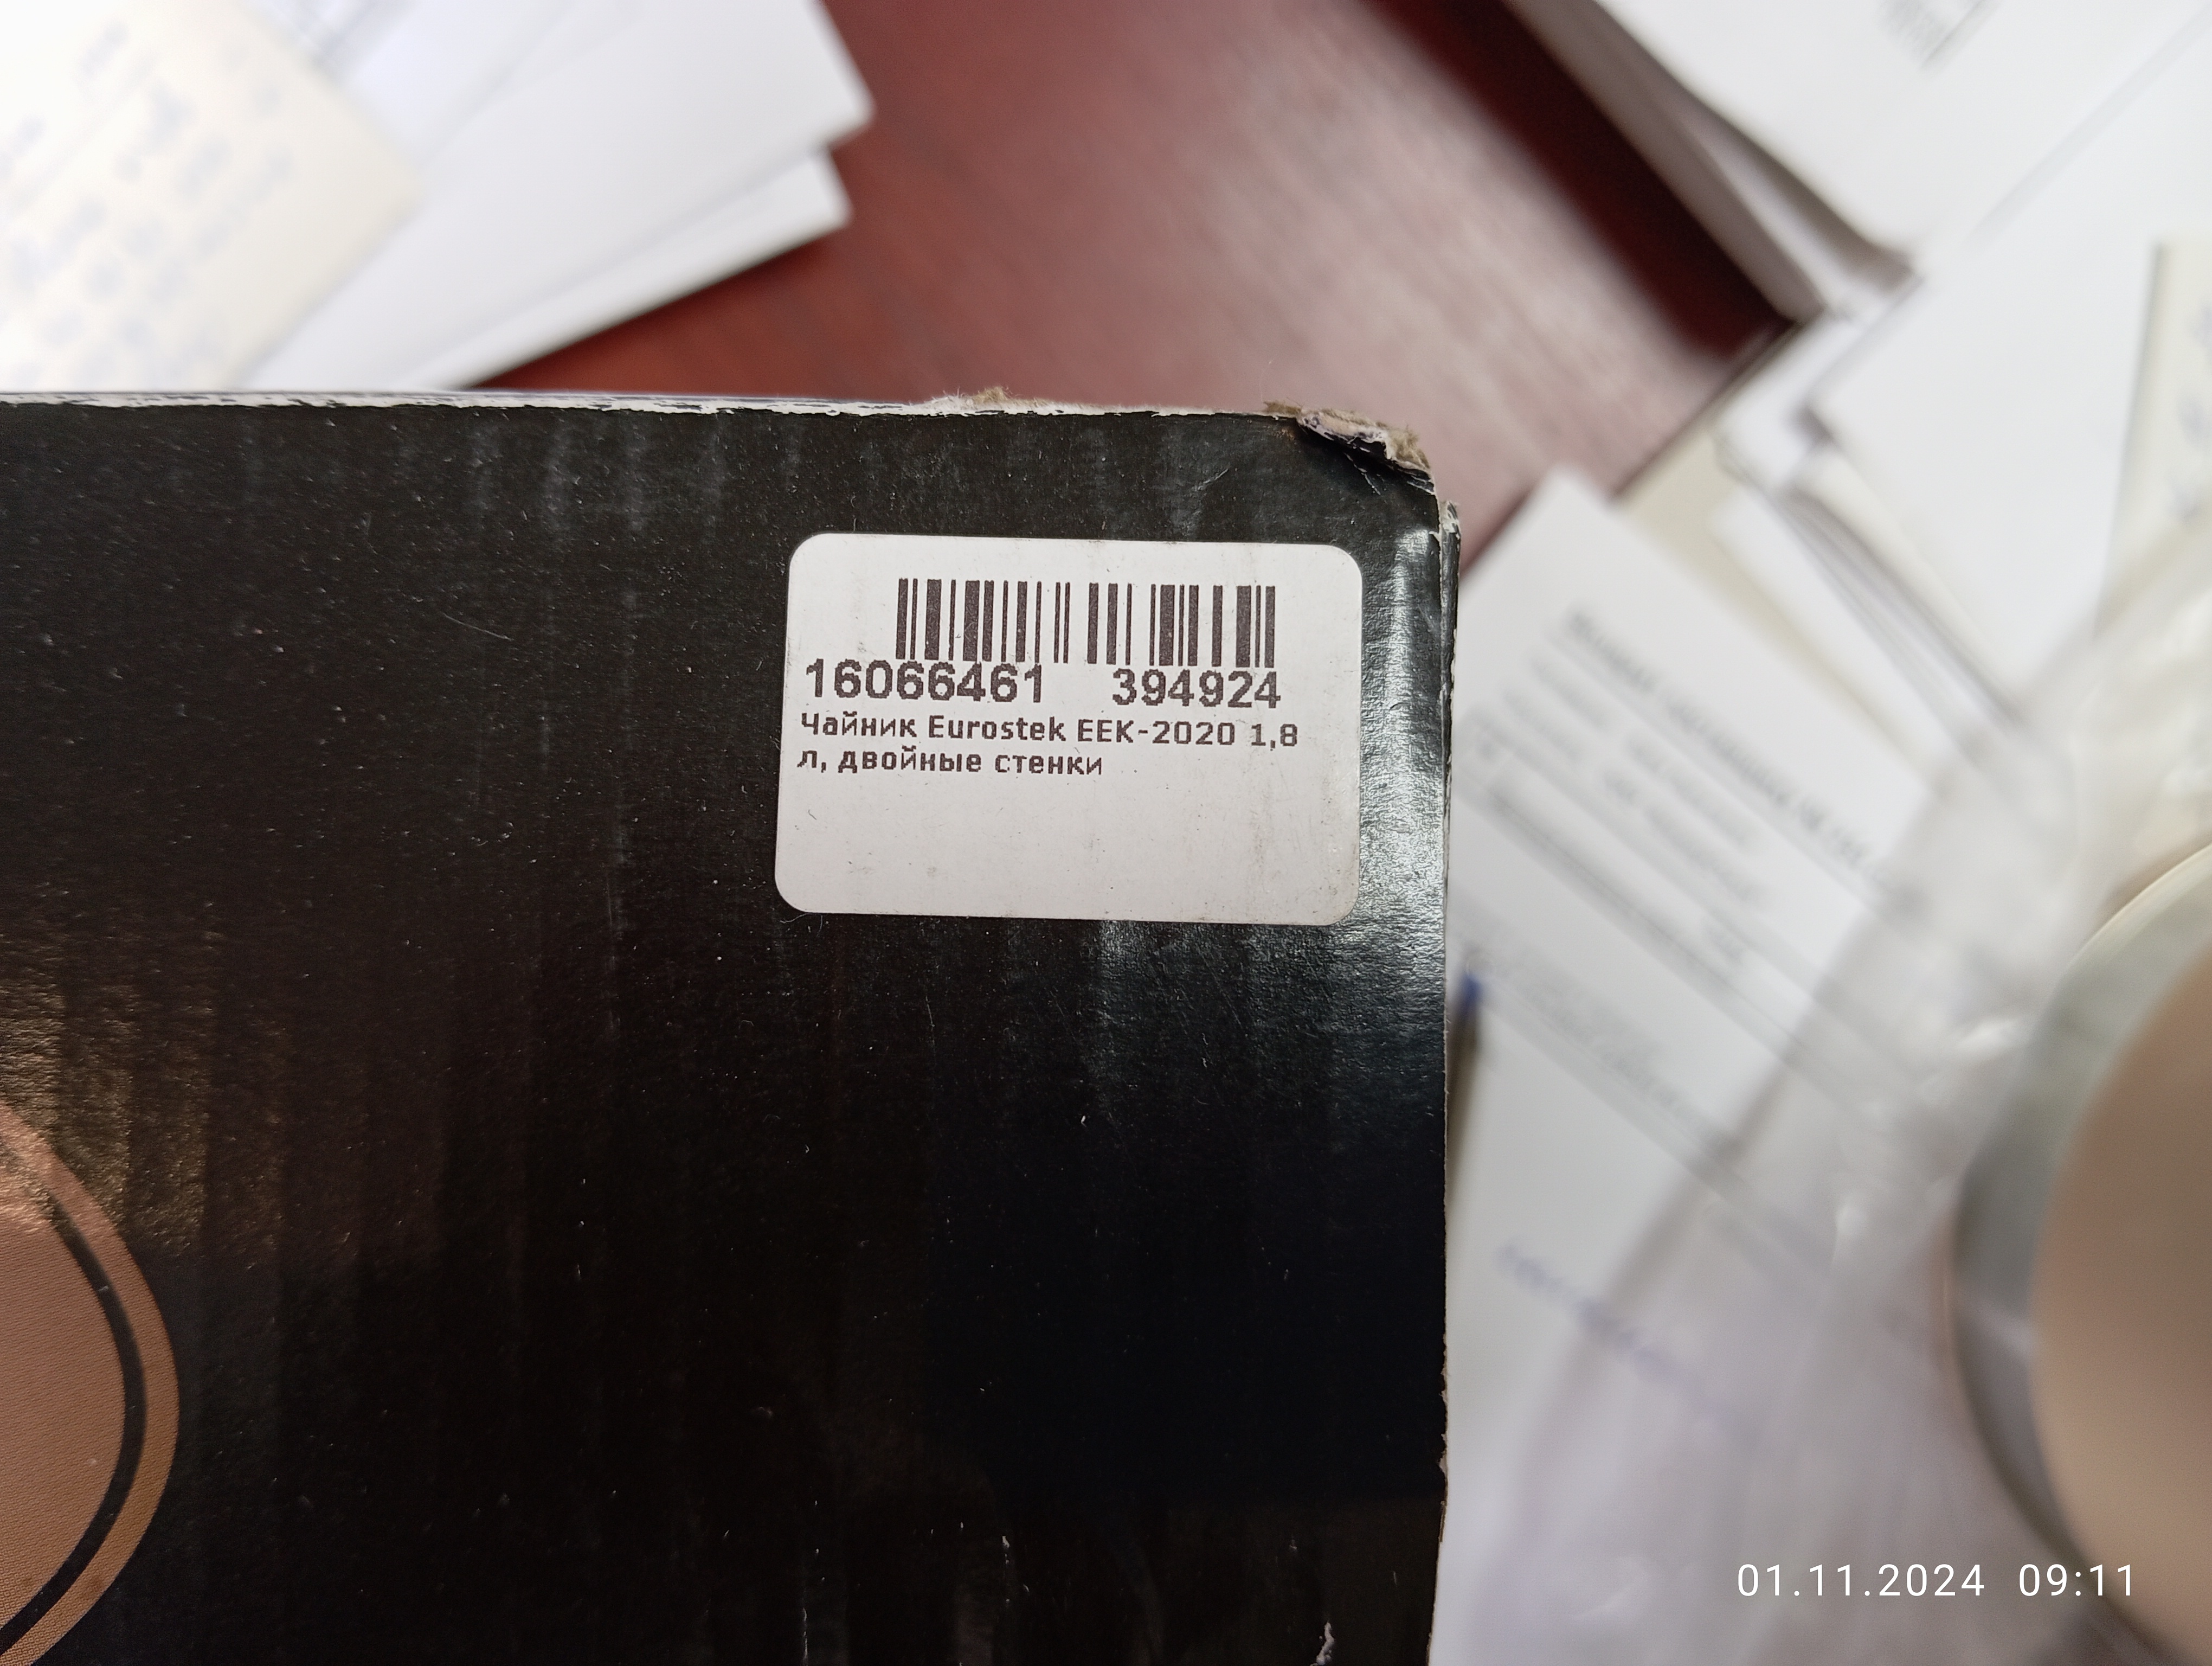 16066461 394924
Чайник Eurostek EEK-2020 1,8
л, двойные стенки
01.11.2024 09:11